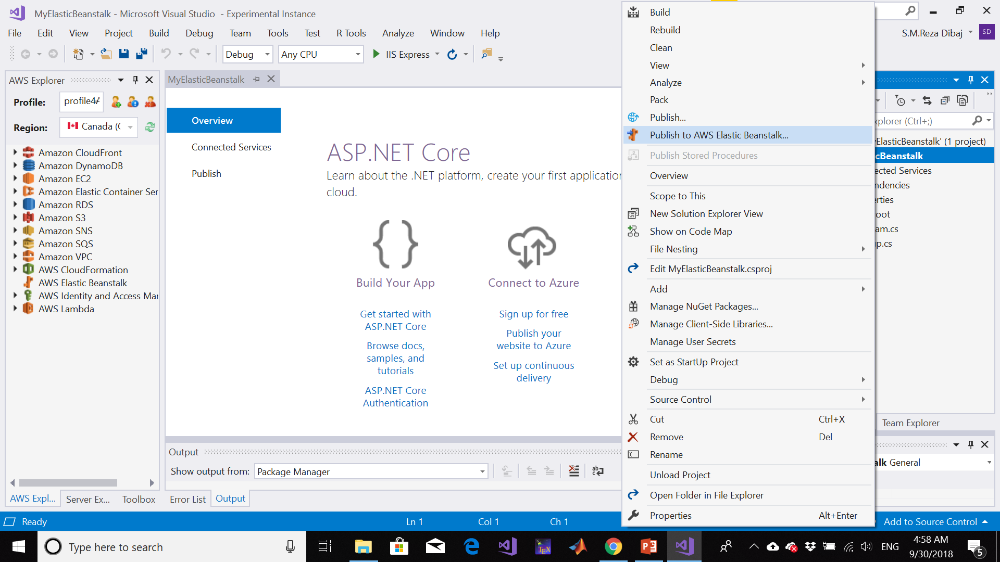 MyElasticBeanstalk - Microsoft Visual Studio - Experimental Instance
File Edit View Project Build Debug Team Tools Test R Tools Analyze Window Help
S.M.Reza Dibaj SD
Debug Any CPU IIS Express
AWS Explorer
Profile: profile4A
Region: Canada (C
Amazon CloudFront
Amazon DynamoDB
Amazon EC2
Amazon Elastic Container Ser
Amazon RDS
Amazon S3
Amazon SNS
Amazon SQS
Amazon VPC
AWS CloudFormation
AWS Elastic Beanstalk
AWS Identity and Access Mar
AWS Lambda
AWS Expl... Server Ex... Toolbox
MyElasticBeanstalk
Overview
Connected Services
Publish
ASP.NET Core
Learn about the .NET platform, create your first application
cloud.
Build Your App
Get started with
ASP.NET Core
Browse docs,
samples, and
tutorials
ASP.NET Core
Authentication
Connect to Azure
Sign up for free
Publish your
website to Azure
Set up continuous
delivery
Output
Show output from: Package Manager
Error List Output
Build
Rebuild
Clean
View
Analyze
Pack
Publish...
Publish to AWS Elastic Beanstalk...
Publish Stored Procedures
Overview
Scope to This
New Solution Explorer View
Show on Code Map
File Nesting
Edit MyElasticBeanstalk.csproj
Add
Manage NuGet Packages...
Manage Client-Side Libraries...
Manage User Secrets
Set as StartUp Project
Debug
Source Control
Cut Ctrl+X
Remove Del
Rename
Unload Project
Open Folder in File Explorer
Properties Alt+Enter
xplorer (Ctrl+;)
yElasticBeanstalk' (1 project)
cBeanstalk
ected Services
ndencies
erties
oot
am.cs
up.cs
Team Explorer
alk General
Ready Ln 1 Col 1 Ch 1 Add to Source Control
Type here to search
TEX
ENG
4:58 AM
9/30/2018
5